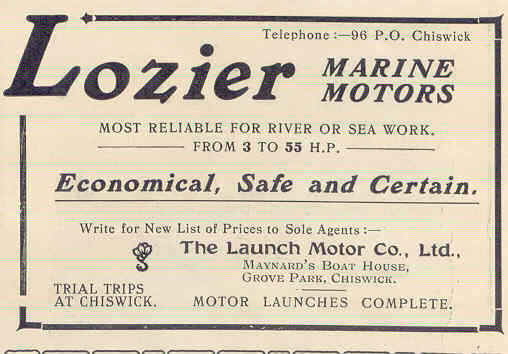 Telephone :—96 P.O. Chiswick
Lozier MARINE
MOTORS
MOST RELIABLE FOR RIVER OR SEA WORK.
FROM 3 TO 55 H.P.
Economical, Safe and Certain.
Write for New List of Prices to Sole Agents :—
The Launch Motor Co., Ltd.,
MAYNARD'S BOAT HOUSE,
GROVE PARK, CHISWICK.
TRIAL TRIPS
AT CHISWICK.
MOTOR LAUNCHES COMPLETE.